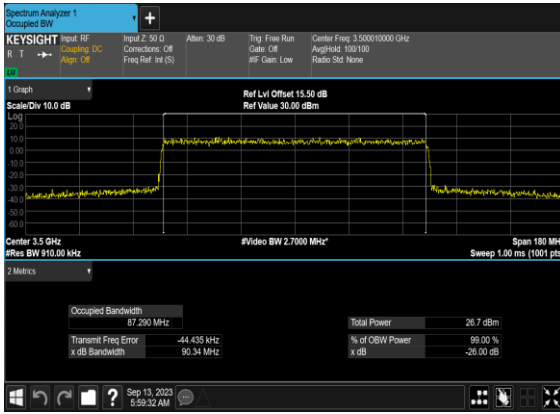 Spectrum Analyzer 1
Occupied BW
KEYSIGHT
R T
LXI
Input: RF
Coupling: DC
Align: Off
Input Z: 50 Ω
Corrections: Off
Freq Ref: Int (S)
Atten: 30 dB
Trig: Free Run
Gate: Off
#IF Gain: Low
Center Freq: 3.500010000 GHz
Avg|Hold: 100/100
Radio Std: None
1 Graph
Scale/Div 10.0 dB
Ref Lvl Offset 15.50 dB
Ref Value 30.00 dBm
Log
20.0
10.0
0.00
-10.0
-20.0
-30.0
-40.0
-50.0
-60.0
Center 3.5 GHz
#Res BW 910.00 kHz
#Video BW 2.7000 MHz*
Span 180 MH
Sweep 1.00 ms (1001 pts
2 Metrics
Occupied Bandwidth
87.290 MHz
Transmit Freq Error -44.435 kHz
x dB Bandwidth 90.34 MHz
Total Power 26.7 dBm
% of OBW Power 99.00 %
x dB -26.00 dB
?
Sep 13, 2023
5:59:32 AM